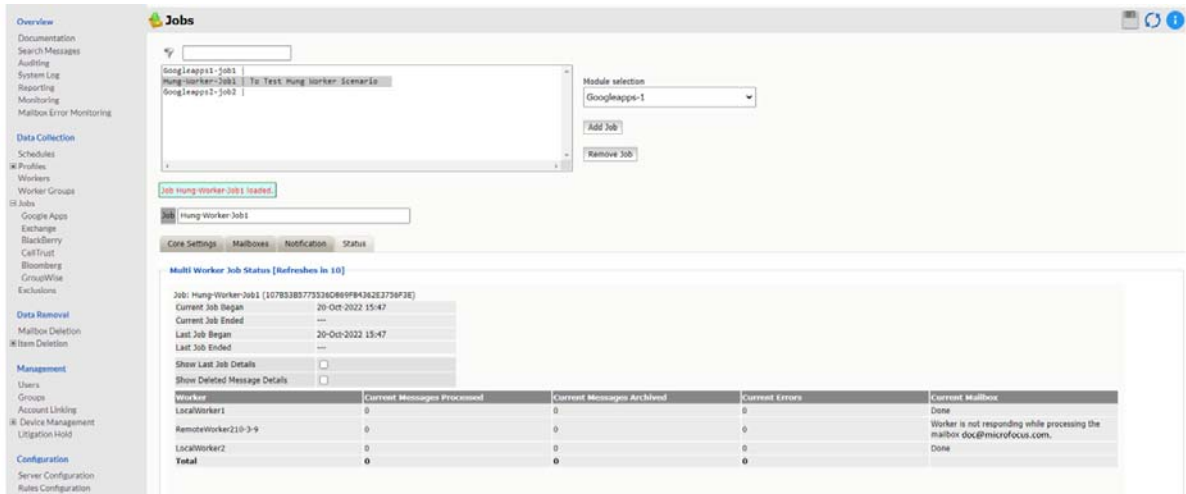 Overview
Documentation
Search Messages
Auditing
System Log
Reporting
Monitoring
Mailbox Error Monitoring
Data Collection
Schedules
Profiles
Workers
Worker Groups
Jobs
Google Apps
Exchange
BlackBerry
CellTrust
Bloomberg
GroupWise
Exclusions
Data Removal
Mailbox Deletion
Item Deletion
Management
Users
Groups
Account Linking
Device Management
Litigation Hold
Configuration
Server Configuration
Rules Configuration
Jobs
Googleapps1-job1 |
Hung-Worker-Job1 | To Test Hung Worker Scenario
Googleapps2-job2 |
Module selection
Googleapps-1
Add Job
Remove Job
Job Hung-Worker-Job1 loaded.
Job Hung-Worker-Job1
Core Settings Mailboxes Notification Status
Multi Worker Job Status [Refreshes in 10]
Job: Hung-Worker-Job1
Current Job Began 20-Oct-2022 15:47
Current Job Ended ---
Last Job Began 20-Oct-2022 15:47
Last Job Ended ---
Show Last Job Details
Show Deleted Message Details
Worker Current Messages Processed Current Messages Archived Current Errors Current Mailbox
LocalWorker1 0 0 0 Done
RemoteWorker210-3-9 0 0 0 Worker is not responding while processing the
mailbox doc@microfocus.com.
LocalWorker2 0 0 0 Done
Total 0 0 0